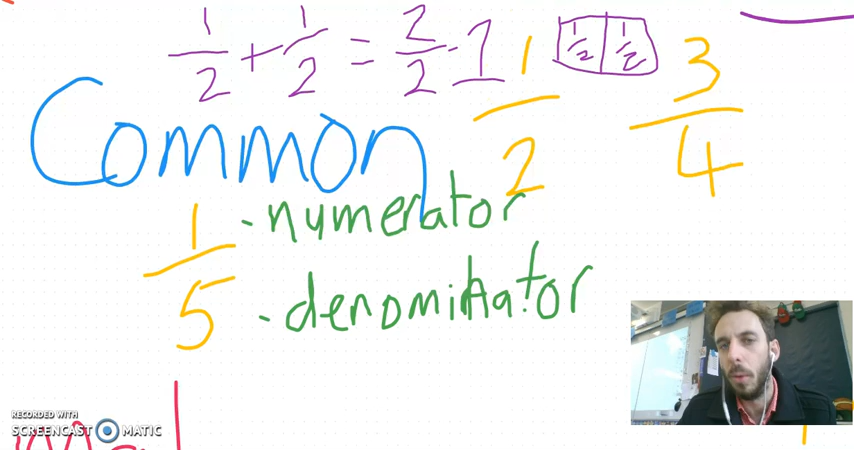 1/2 + 1/2 = 2/2 - 1
1/2 1/2
1/2
3/4
Common
1/5
- numerator
- denominator
RECORDED WITH
SCREENCAST MATIC